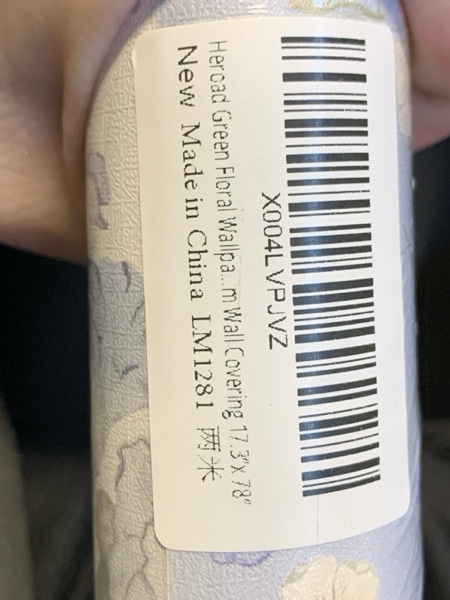 X004LVPJVZ
Heroad Green Floral Wallpa...m Wall Covering 17.3"x 78"
New Made in China LM1281 两米